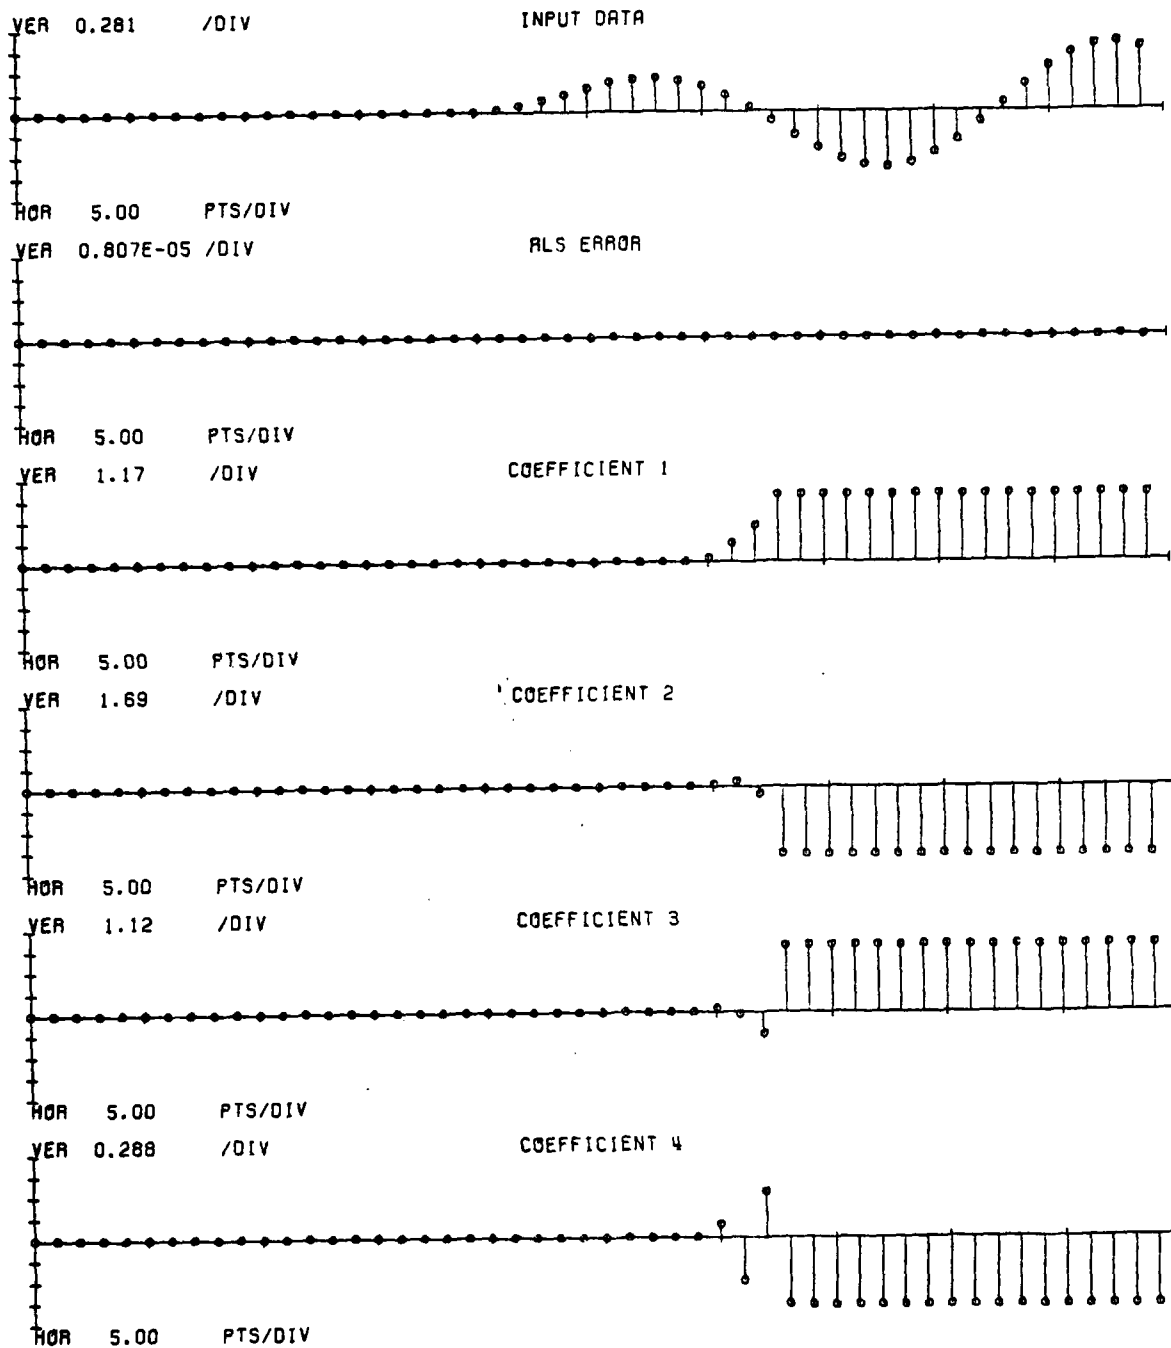 VER 0.281 /DIV INPUT DATA
HOR 5.00 PTS/DIV
VER 0.807E-05 /DIV RLS ERROR
HOR 5.00 PTS/DIV
VER 1.17 /DIV COEFFICIENT 1
HOR 5.00 PTS/DIV
VER 1.69 /DIV COEFFICIENT 2
HOR 5.00 PTS/DIV
VER 1.12 /DIV COEFFICIENT 3
HOR 5.00 PTS/DIV
VER 0.288 /DIV COEFFICIENT 4
HOR 5.00 PTS/DIV